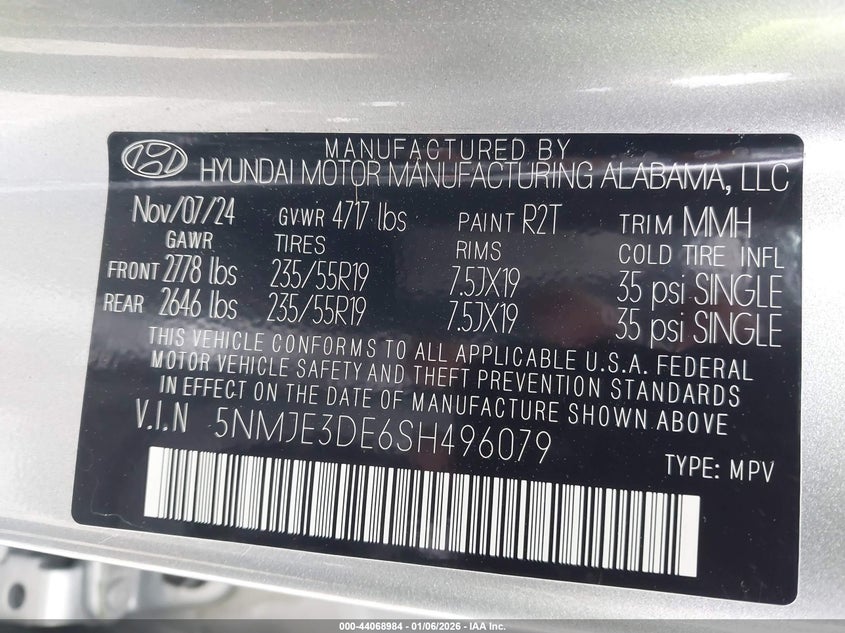 MANUFACTURED BY
HYUNDAI MOTOR MANUFACTURING ALABAMA, LLC
Nov/07/24 GVWR 4717 lbs PAINT R2T TRIM MMH
GAWR TIRES RIMS COLD TIRE INFL
FRONT 2778 lbs 235/55R19 7.5JX19 35 psi SINGLE
REAR 2646 lbs 235/55R19 7.5JX19 35 psi SINGLE
THIS VEHICLE CONFORMS TO ALL APPLICABLE U.S.A. FEDERAL
MOTOR VEHICLE SAFETY AND THEFT PREVENTION STANDARDS
IN EFFECT ON THE DATE OF MANUFACTURE SHOWN ABOVE
V.I.N 5NMJE3DE6SH496079
TYPE: MPV
000-44068984 - 01/06/2026 - IAA Inc.